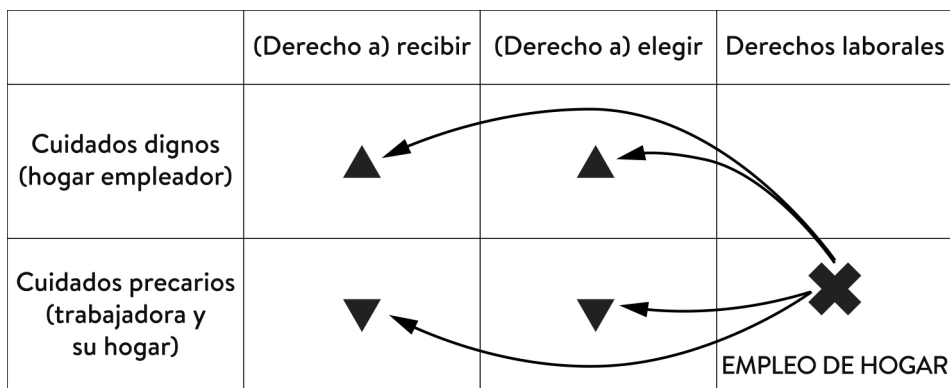 (Derecho a) recibir
(Derecho a) elegir
Derechos laborales
Cuidados dignos
(hogar empleador)
Cuidados precarios
(trabajadora y
su hogar)
EMPLEO DE HOGAR